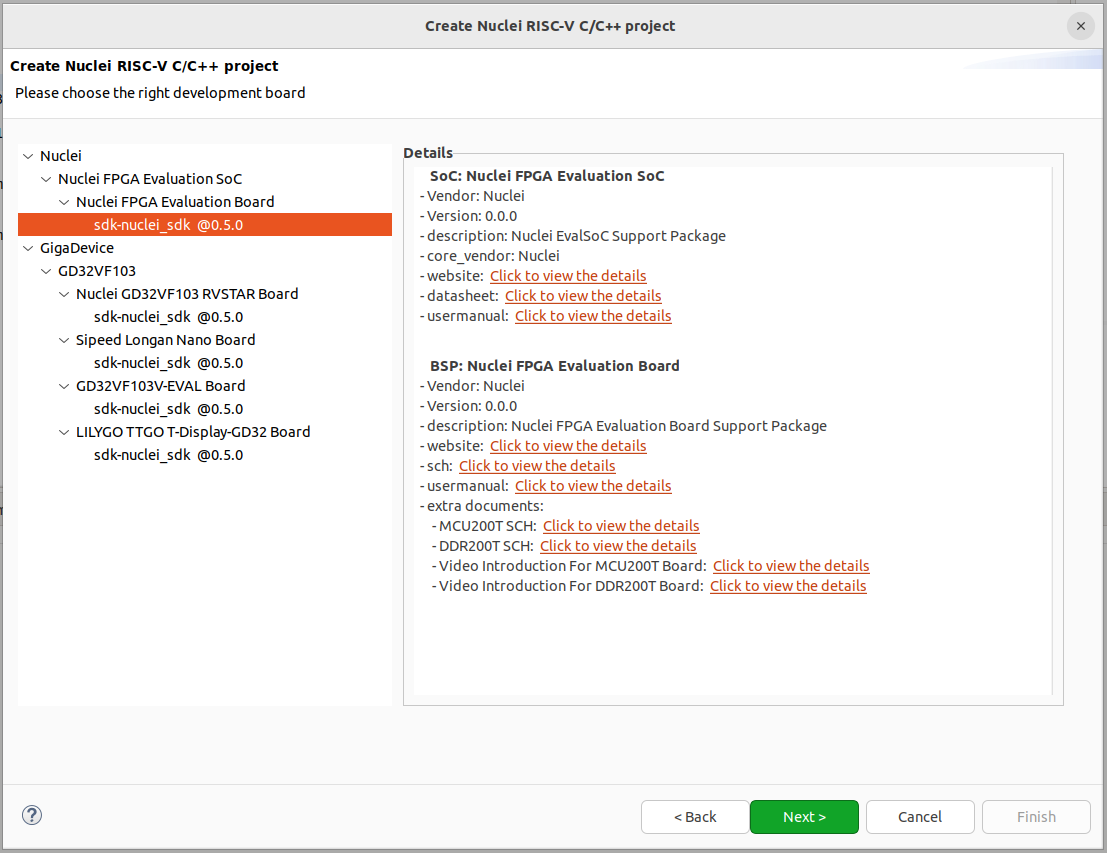 Create Nuclei RISC-V C/C++ project
Create Nuclei RISC-V C/C++ project
Please choose the right development board
Nuclei
Nuclei FPGA Evaluation SoC
Nuclei FPGA Evaluation Board
sdk-nuclei_sdk @0.5.0
GigaDevice
GD32VF103
Nuclei GD32VF103 RVSTAR Board
sdk-nuclei_sdk @0.5.0
Sipeed Longan Nano Board
sdk-nuclei_sdk @0.5.0
GD32VF103V-EVAL Board
sdk-nuclei_sdk @0.5.0
LILYGO TTGO T-Display-GD32 Board
sdk-nuclei_sdk @0.5.0
Details
SoC: Nuclei FPGA Evaluation SoC
- Vendor: Nuclei
- Version: 0.0.0
- description: Nuclei EvalSoC Support Package
- core_vendor: Nuclei
- website: Click to view the details
- datasheet: Click to view the details
- usermanual: Click to view the details
BSP: Nuclei FPGA Evaluation Board
- Vendor: Nuclei
- Version: 0.0.0
- description: Nuclei FPGA Evaluation Board Support Package
- website: Click to view the details
- sch: Click to view the details
- usermanual: Click to view the details
- extra documents:
- MCU200T SCH: Click to view the details
- DDR200T SCH: Click to view the details
- Video Introduction For MCU200T Board: Click to view the details
- Video Introduction For DDR200T Board: Click to view the details
?
< Back
Next >
Cancel
Finish